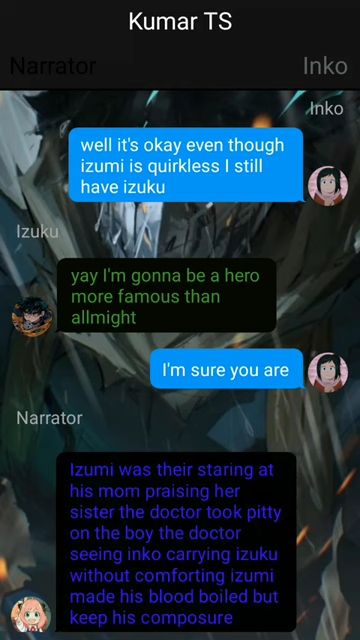 Kumar TS
Narrator
Inko
Inko
well it's okay even though
izumi is quirkless I still
have izuku
Izuku
yay I'm gonna be a hero
more famous than
allmight
I'm sure you are
Narrator
Izumi was their staring at
his mom praising her
sister the doctor took pitty
on the boy the doctor
seeing inko carrying izuku
without comforting izumi
made his blood boiled but
keep his composure